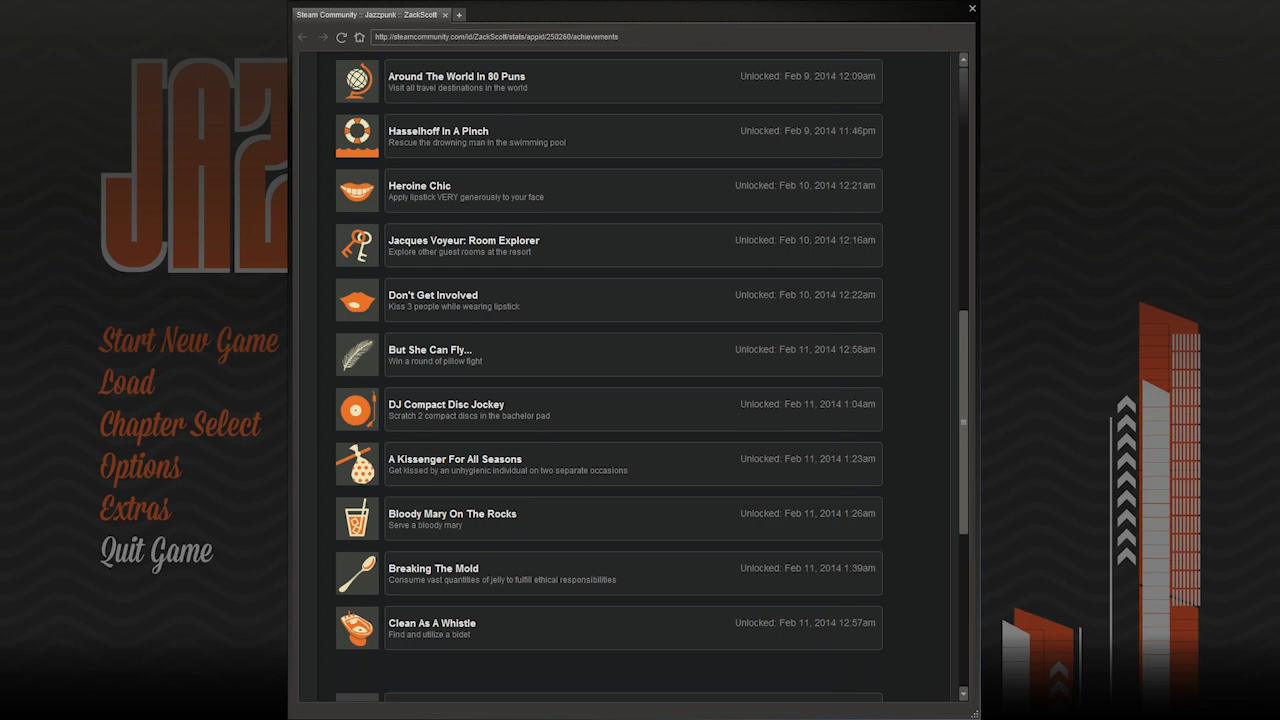 Steam Community :: Jazzpunk :: ZackScott
http://steamcommunity.com/id/ZackScott/stats/appid/250260/achievements
JAZ
Start New Game
Load
Chapter Select
Options
Extras
Quit Game
Around The World In 80 Puns
Visit all travel destinations in the world
Unlocked: Feb 9, 2014 12:09am
Hasselhoff In A Pinch
Rescue the drowning man in the swimming pool
Unlocked: Feb 9, 2014 11:46pm
Heroine Chic
Apply lipstick VERY generously to your face
Unlocked: Feb 10, 2014 12:21am
Jacques Voyeur: Room Explorer
Explore other guest rooms at the resort
Unlocked: Feb 10, 2014 12:16am
Don't Get Involved
Kiss 3 people while wearing lipstick
Unlocked: Feb 10, 2014 12:22am
But She Can Fly...
Win a round of pillow fight
Unlocked: Feb 11, 2014 12:56am
DJ Compact Disc Jockey
Scratch 2 compact discs in the bachelor pad
Unlocked: Feb 11, 2014 1:04am
A Kissenger For All Seasons
Get kissed by an unhygienic individual on two separate occasions
Unlocked: Feb 11, 2014 1:23am
Bloody Mary On The Rocks
Serve a bloody mary
Unlocked: Feb 11, 2014 1:26am
Breaking The Mold
Consume vast quantities of jelly to fulfill ethical responsibilities
Unlocked: Feb 11, 2014 1:39am
Clean As A Whistle
Find and utilize a bidet
Unlocked: Feb 11, 2014 12:57am